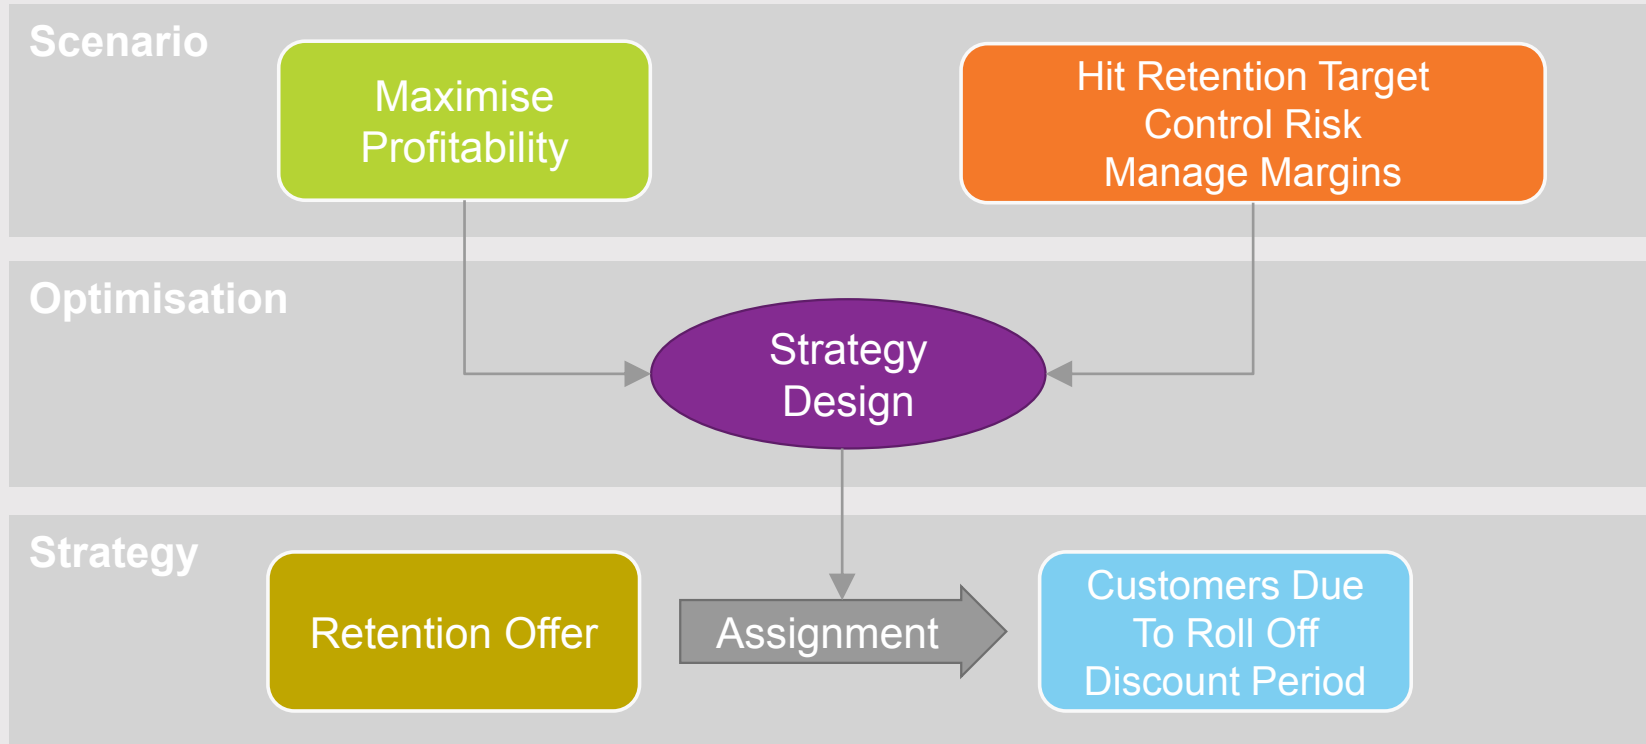 Scenario
Maximise
Profitability
Hit Retention Target
Control Risk
Manage Margins
Optimisation
Strategy
Design
Strategy
Retention Offer
Assignment
Customers Due
To Roll Off
Discount Period